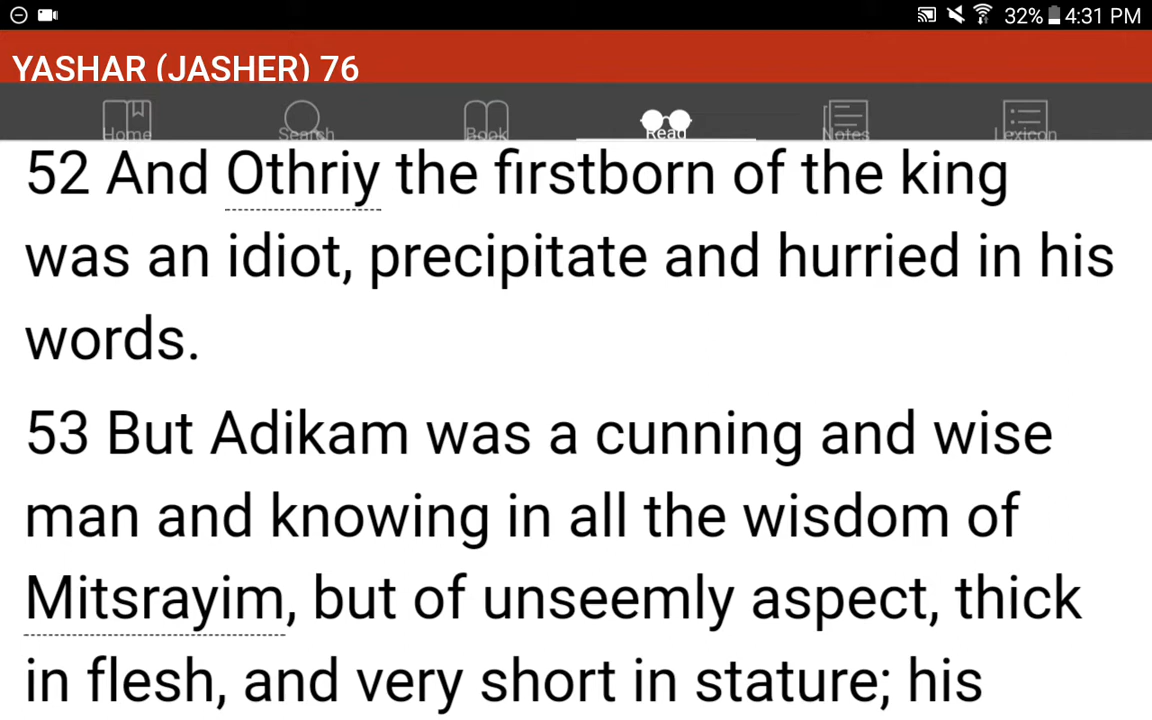 32% 4:31 PM
YASHAR (JASHER) 76
Home Search Book Read Notes Lexicon
52 And Othriy the firstborn of the king
was an idiot, precipitate and hurried in his
words.
53 But Adikam was a cunning and wise
man and knowing in all the wisdom of
Mitsrayim, but of unseemly aspect, thick
in flesh, and very short in stature; his